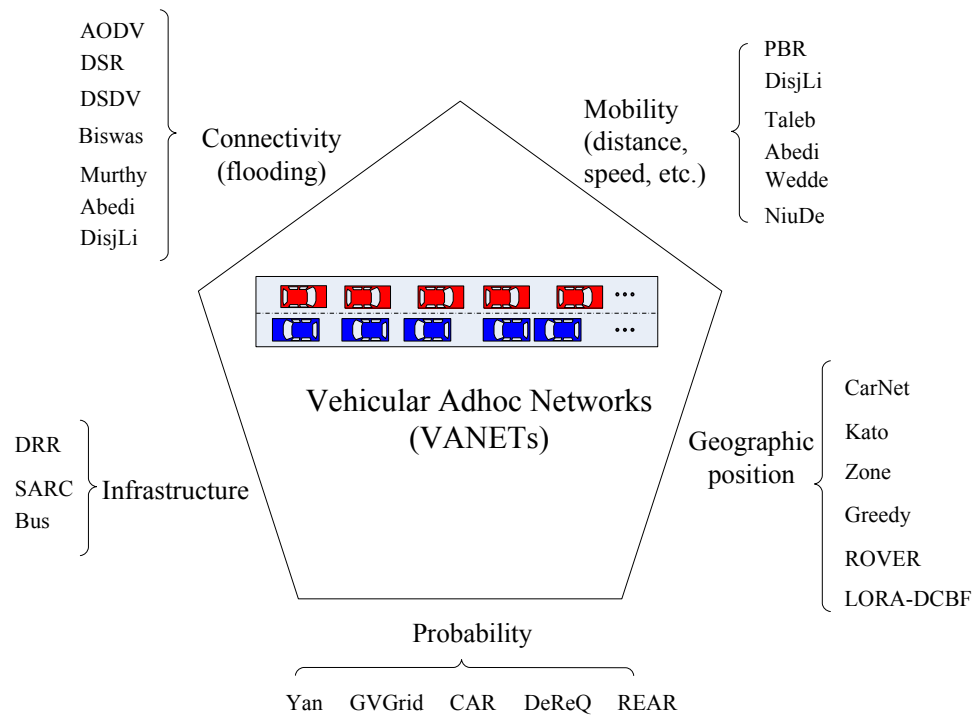 AODV
DSR
DSDV
Biswas
Murthy
Abedi
DisjLi
Connectivity
(flooding)
Mobility
(distance,
speed, etc.)
PBR
DisjLi
Taleb
Abedi
Wedde
NiuDe
...
...
Vehicular Adhoc Networks
(VANETs)
DRR
SARC
Bus
Infrastructure
Geographic
position
CarNet
Kato
Zone
Greedy
ROVER
LORA-DCBF
Probability
Yan GVGrid CAR DeReQ REAR